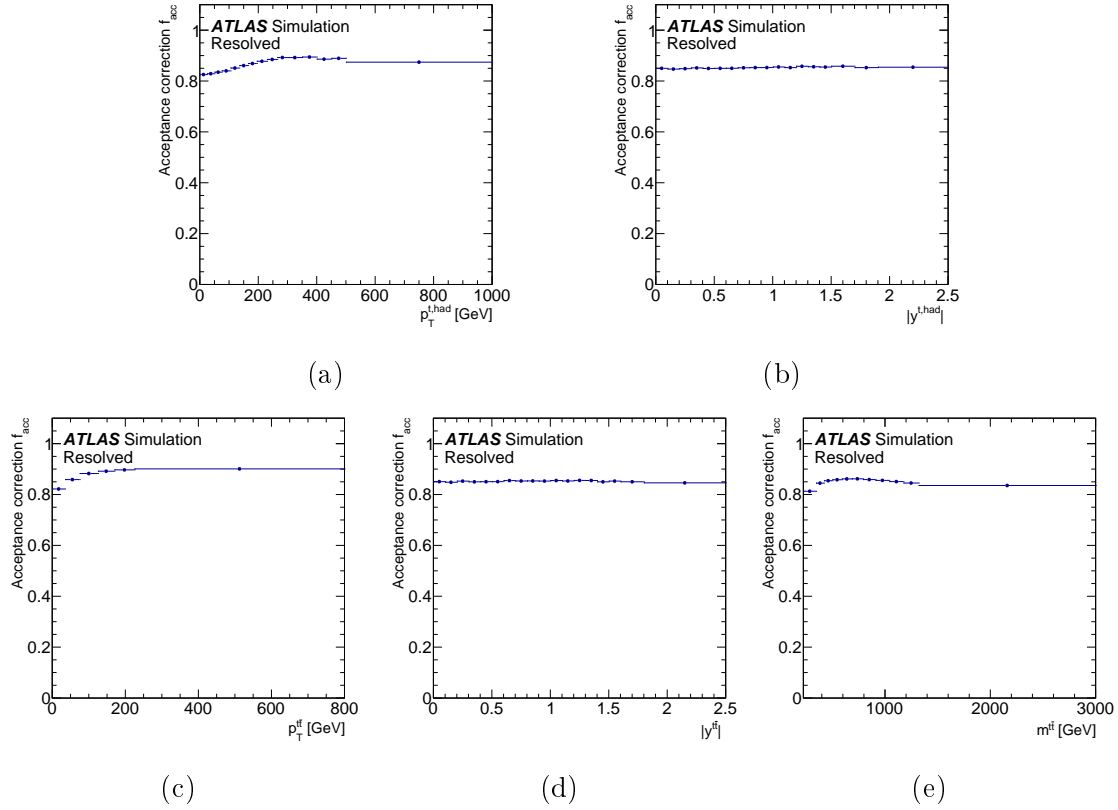 Acceptance correction f_acc
1
0.8
0.6
0.4
0.2
0
ATLAS Simulation
Resolved
0 200 400 600 800 1000
p_T^{t,had} [GeV]
(a)
Acceptance correction f_acc
1
0.8
0.6
0.4
0.2
0
ATLAS Simulation
Resolved
0 0.5 1 1.5 2 2.5
|y^{t,had}|
(b)
Acceptance correction f_acc
1
0.8
0.6
0.4
0.2
0
ATLAS Simulation
Resolved
0 200 400 600 800
p_T^{tt̄} [GeV]
(c)
Acceptance correction f_acc
1
0.8
0.6
0.4
0.2
0
ATLAS Simulation
Resolved
0 0.5 1 1.5 2 2.5
|y^{tt̄}|
(d)
Acceptance correction f_acc
1
0.8
0.6
0.4
0.2
0
ATLAS Simulation
Resolved
1000 2000 3000
m^{tt̄} [GeV]
(e)